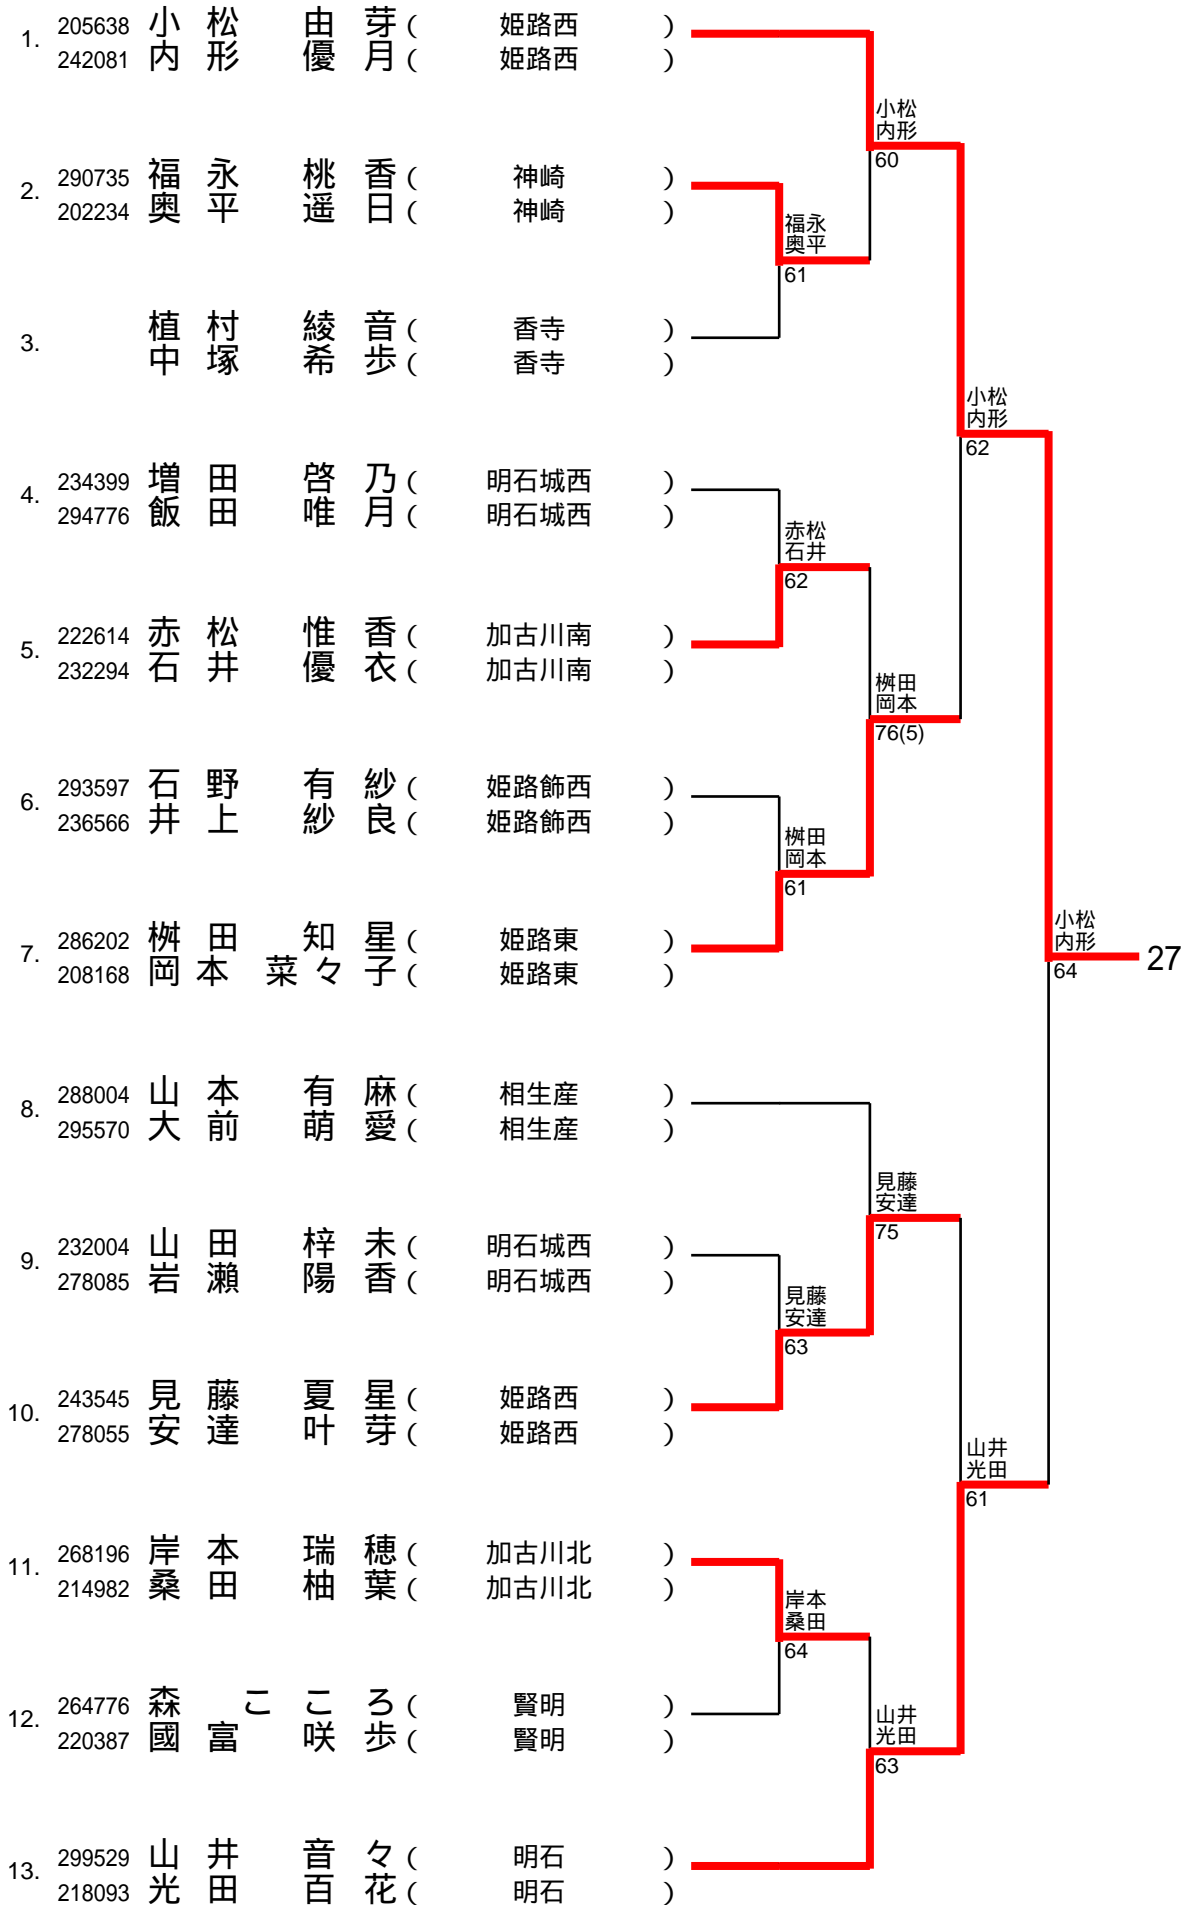 1. 205638 小松 由芽 ( 姫路西 )
242081 内形 優月 ( 姫路西 )
小松
内形
60
2. 290735 福永 桃香 ( 神崎 )
202234 奥平 遥日 ( 神崎 )
福永
奥平
61
3. 植村 綾音 ( 香寺 )
中塚 希歩 ( 香寺 )
小松
内形
62
4. 234399 増田 啓乃 ( 明石城西 )
294776 飯田 唯月 ( 明石城西 )
赤松
石井
62
5. 222614 赤松 惟香 ( 加古川南 )
232294 石井 優衣 ( 加古川南 )
桝田
岡本
76(5)
6. 293597 石野 有紗 ( 姫路飾西 )
236566 井上 紗良 ( 姫路飾西 )
桝田
岡本
61
7. 286202 桝田 知星 ( 姫路東 )
208168 岡本 菜々子 ( 姫路東 )
小松
内形
64
27
8. 288004 山本 有麻 ( 相生産 )
295570 大前 萌愛 ( 相生産 )
見藤
安達
75
9. 232004 山田 梓未 ( 明石城西 )
278085 岩瀬 陽香 ( 明石城西 )
見藤
安達
63
10. 243545 見藤 夏星 ( 姫路西 )
278055 安達 叶芽 ( 姫路西 )
山井
光田
61
11. 268196 岸本 瑞穂 ( 加古川北 )
214982 桑田 柚葉 ( 加古川北 )
岸本
桑田
64
12. 264776 森 こころ ( 賢明 )
220387 國富 咲歩 ( 賢明 )
山井
光田
63
13. 299529 山井 音々 ( 明石 )
218093 光田 百花 ( 明石 )